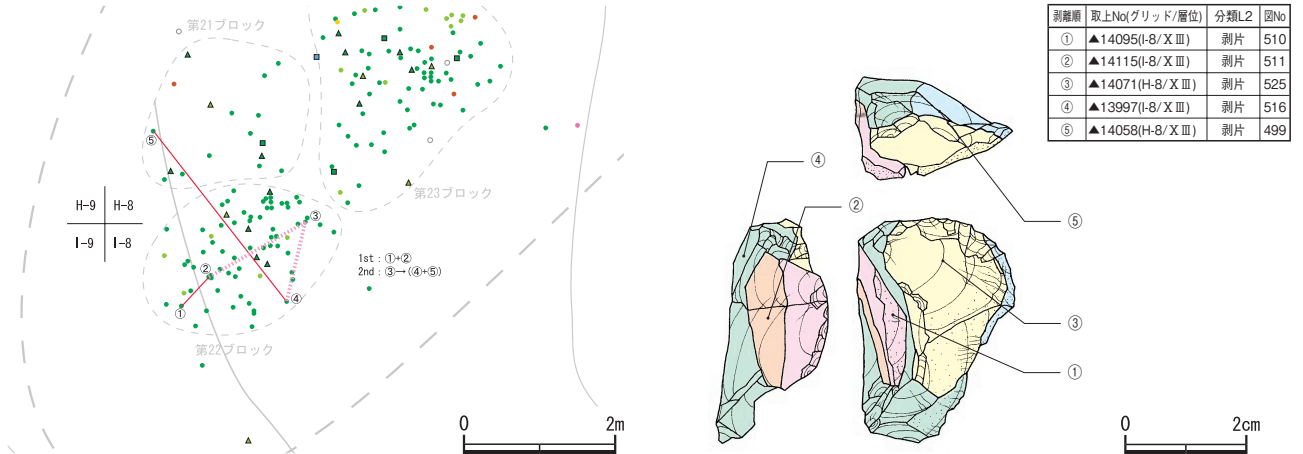 第21ブロック
第23ブロック
第22ブロック
H-9 H-8
I-9 I-8
⑤
③
②
①
④
1st：①+②
2nd：③→(④+⑤)
0 2m
④
②
⑤
③
①
0 2cm
剥離順 取上No(グリッド/層位) 分類L2 図No
① ▲14095(I-8/ⅩⅢ) 剥片 510
② ▲14115(I-8/ⅩⅢ) 剥片 511
③ ▲14071(H-8/ⅩⅢ) 剥片 525
④ ▲13997(I-8/ⅩⅢ) 剥片 516
⑤ ▲14058(H-8/ⅩⅢ) 剥片 499